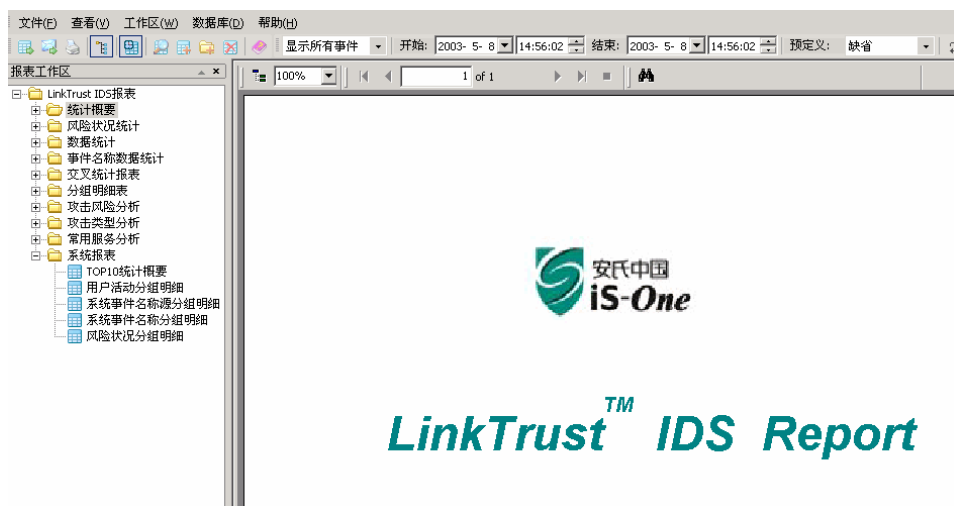 文件(F) 查看(V) 工作区(W) 数据库(D) 帮助(H)
显示所有事件 开始: 2003- 5- 8 14:56:02 结束: 2003- 5- 8 14:56:02 预定义: 缺省
报表工作区
100% 1 of 1
LinkTrust IDS报表
统计概要
风险状况统计
数据统计
事件名称数据统计
交叉统计报表
分组明细表
攻击风险分析
攻击类型分析
常用服务分析
系统报表
TOP10统计概要
用户活动分组明细
系统事件名称源分组明细
系统事件名称分组明细
风险状况分组明细
安氏中国
iS-One
LinkTrust™ IDS Report